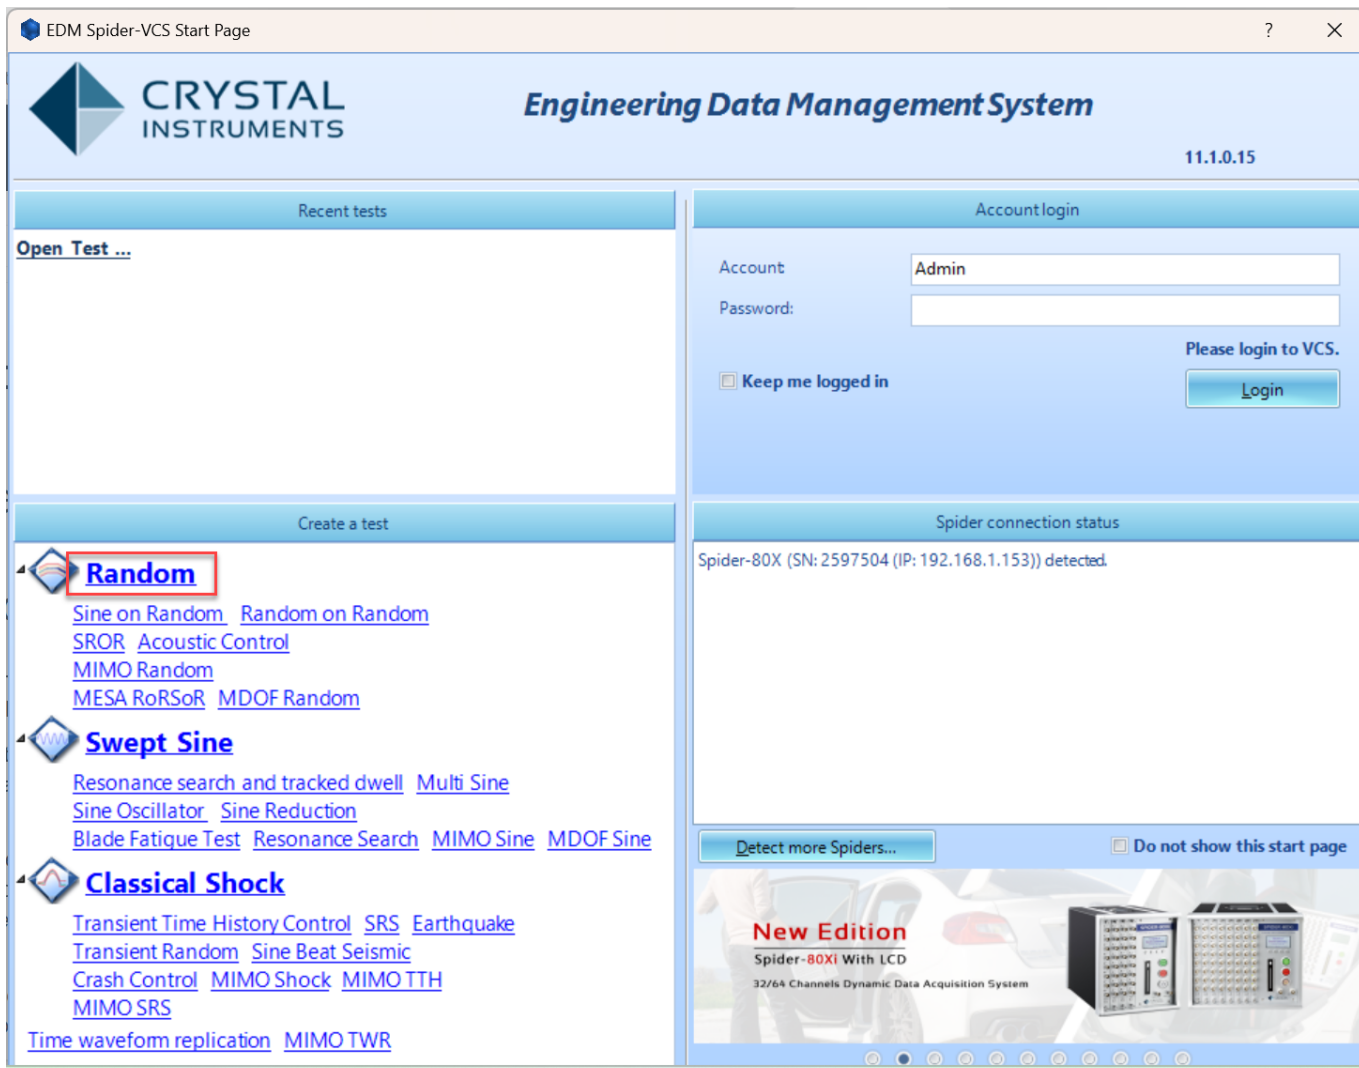 EDM Spider-VCS Start Page
?
CRYSTAL
INSTRUMENTS
Engineering Data Management System
11.1.0.15
Recent tests
Open Test ...
Account login
Account
Admin
Password:
Please login to VCS.
Keep me logged in
Login
Create a test
Random
Sine on Random Random on Random
SROR Acoustic Control
MIMO Random
MESA RoRSoR MDOF Random
Swept Sine
Resonance search and tracked dwell Multi Sine
Sine Oscillator Sine Reduction
Blade Fatigue Test Resonance Search MIMO Sine MDOF Sine
Classical Shock
Transient Time History Control SRS Earthquake
Transient Random Sine Beat Seismic
Crash Control MIMO Shock MIMO TTH
MIMO SRS
Time waveform replication MIMO TWR
Spider connection status
Spider-80X (SN: 2597504 (IP: 192.168.1.153)) detected.
Detect more Spiders...
Do not show this start page
New Edition
Spider-80Xi With LCD
32/64 Channels Dynamic Data Acquisition System